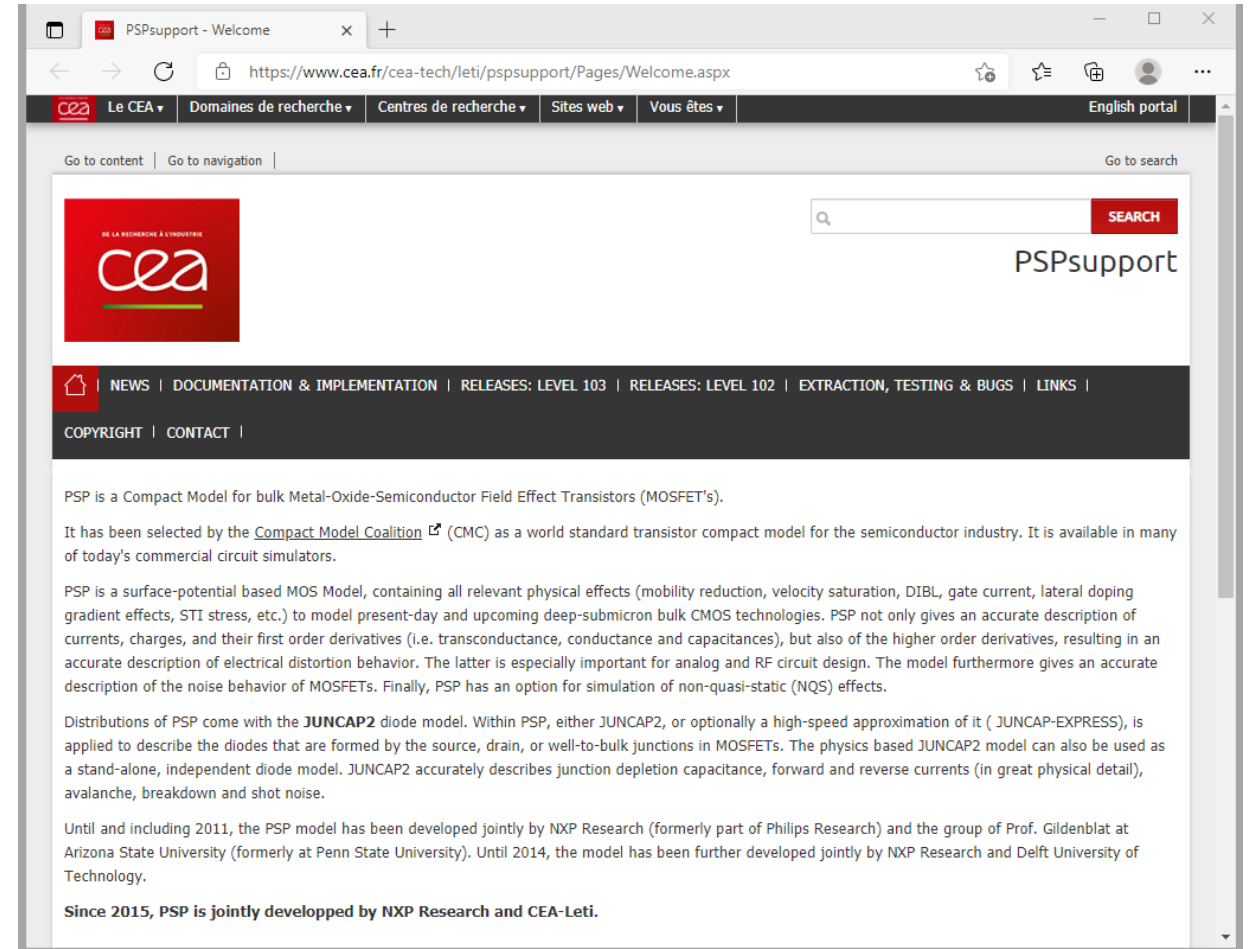 PSPsupport - Welcome
https://www.cea.fr/cea-tech/leti/pspsupport/Pages/Welcome.aspx
cea Le CEA Domaines de recherche Centres de recherche Sites web Vous êtes English portal
Go to content | Go to navigation | Go to search
DE LA RECHERCHE À L'INDUSTRIE
cea
SEARCH
PSPsupport
| NEWS | DOCUMENTATION & IMPLEMENTATION | RELEASES: LEVEL 103 | RELEASES: LEVEL 102 | EXTRACTION, TESTING & BUGS | LINKS |
COPYRIGHT | CONTACT |
PSP is a Compact Model for bulk Metal-Oxide-Semiconductor Field Effect Transistors (MOSFET's).
It has been selected by the Compact Model Coalition (CMC) as a world standard transistor compact model for the semiconductor industry. It is available in many
of today's commercial circuit simulators.
PSP is a surface-potential based MOS Model, containing all relevant physical effects (mobility reduction, velocity saturation, DIBL, gate current, lateral doping
gradient effects, STI stress, etc.) to model present-day and upcoming deep-submicron bulk CMOS technologies. PSP not only gives an accurate description of
currents, charges, and their first order derivatives (i.e. transconductance, conductance and capacitances), but also of the higher order derivatives, resulting in an
accurate description of electrical distortion behavior. The latter is especially important for analog and RF circuit design. The model furthermore gives an accurate
description of the noise behavior of MOSFETs. Finally, PSP has an option for simulation of non-quasi-static (NQS) effects.
Distributions of PSP come with the JUNCAP2 diode model. Within PSP, either JUNCAP2, or optionally a high-speed approximation of it ( JUNCAP-EXPRESS), is
applied to describe the diodes that are formed by the source, drain, or well-to-bulk junctions in MOSFETs. The physics based JUNCAP2 model can also be used as
a stand-alone, independent diode model. JUNCAP2 accurately describes junction depletion capacitance, forward and reverse currents (in great physical detail),
avalanche, breakdown and shot noise.
Until and including 2011, the PSP model has been developed jointly by NXP Research (formerly part of Philips Research) and the group of Prof. Gildenblat at
Arizona State University (formerly at Penn State University). Until 2014, the model has been further developed jointly by NXP Research and Delft University of
Technology.
Since 2015, PSP is jointly developped by NXP Research and CEA-Leti.